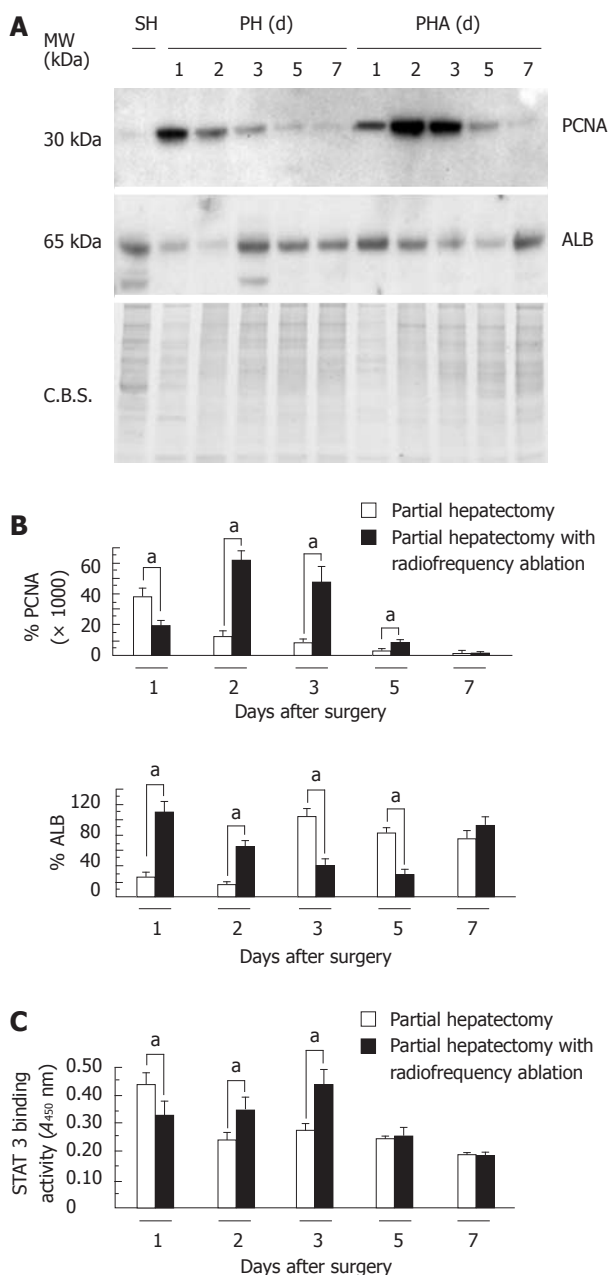 A
MW
(kDa)
SH PH (d) PHA (d)
1 2 3 5 7 1 2 3 5 7
30 kDa PCNA
65 kDa ALB
C.B.S.
B
Partial hepatectomy
Partial hepatectomy with
radiofrequency ablation
% PCNA
(× 1000)
60
40
20
0
a a a a
1 2 3 5 7
Days after surgery
% ALB
120
80
40
0
a a a a
1 2 3 5 7
Days after surgery
C
Partial hepatectomy
Partial hepatectomy with
radiofrequency ablation
STAT 3 binding
activity (A450 nm)
0.50
0.40
0.30
0.20
0
a a a
1 2 3 5 7
Days after surgery